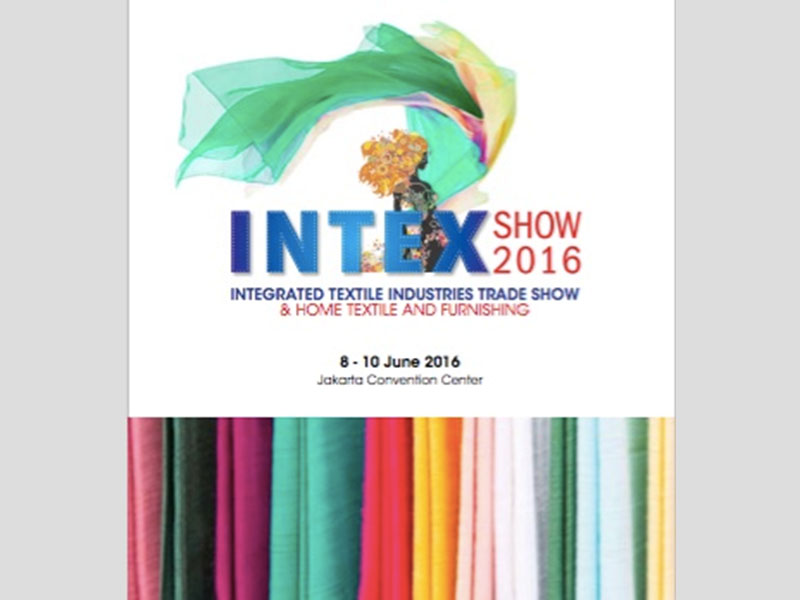 INTEX SHOW
2016
INTEGRATED TEXTILE INDUSTRIES TRADE SHOW
& HOME TEXTILE AND FURNISHING
8 - 10 June 2016
Jakarta Convention Center